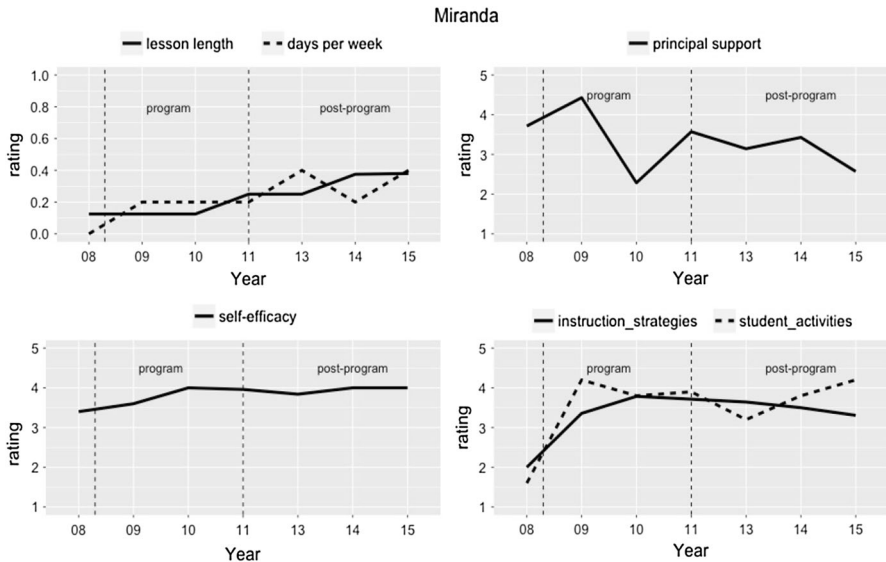 Miranda
lesson length
days per week
rating
1.0
0.8
0.6
0.4
0.2
0.0
program
post-program
08 09 10 11 13 14 15
Year
principal support
rating
5
4
3
2
1
program
post-program
08 09 10 11 13 14 15
Year
self-efficacy
rating
5
4
3
2
1
program
post-program
08 09 10 11 13 14 15
Year
instruction_strategies
student_activities
rating
5
4
3
2
1
program
post-program
08 09 10 11 13 14 15
Year